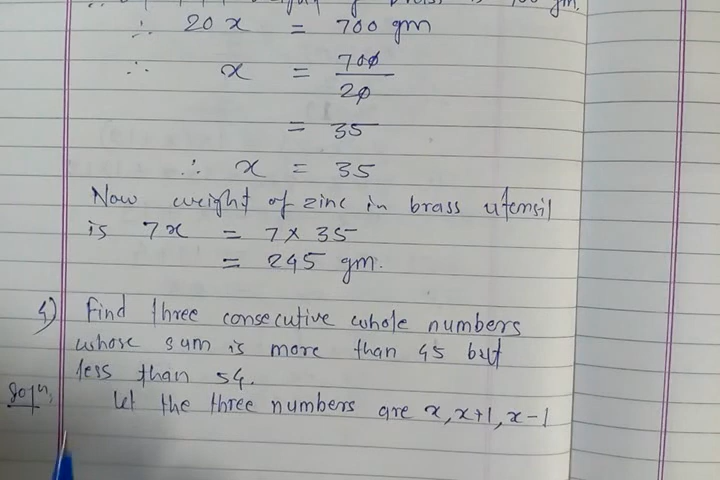 ∴ 20x = 700 gm
∴ x = 700/20
= 35
∴ x = 35
Now weight of zinc in brass utensil
is 7x = 7 × 35
= 245 gm.
4) Find three consecutive whole numbers
whose sum is more than 45 but
less than 54.
Solⁿ. Let the three numbers are x, x+1, x-1